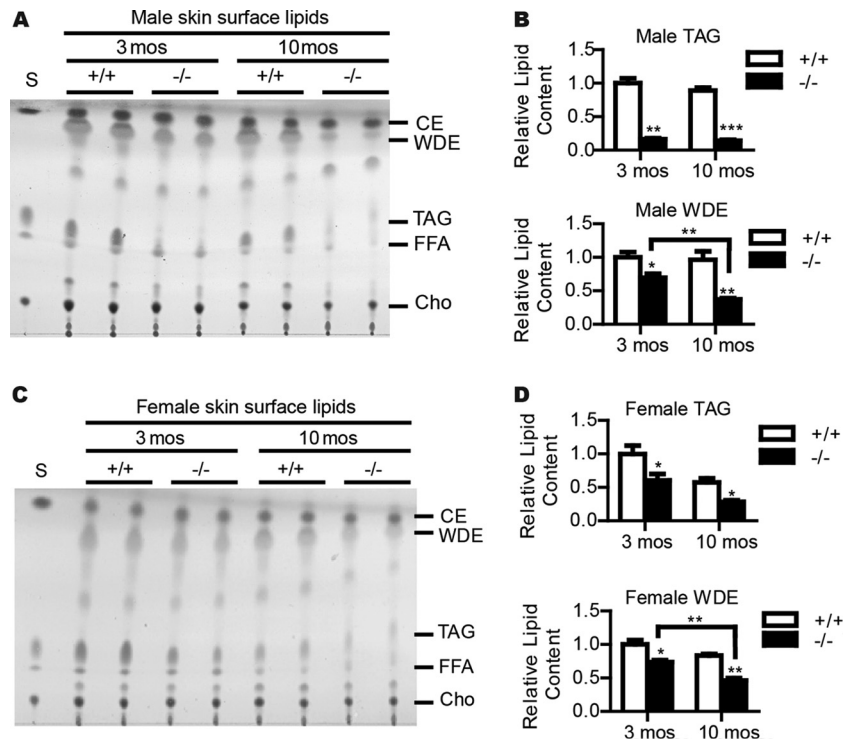 A
Male skin surface lipids
3 mos
10 mos
S
+/+
-/-
+/+
-/-
CE
WDE
TAG
FFA
Cho
B
Male TAG
Relative Lipid
Content
1.5
1.0
0.5
0.0
**
***
3 mos
10 mos
+/+
-/-
Male WDE
Relative Lipid
Content
1.5
1.0
0.5
0.0
**
*
**
3 mos
10 mos
+/+
-/-
C
Female skin surface lipids
3 mos
10 mos
S
+/+
-/-
+/+
-/-
CE
WDE
TAG
FFA
Cho
D
Female TAG
Relative Lipid
Content
1.5
1.0
0.5
0.0
*
*
3 mos
10 mos
+/+
-/-
Female WDE
Relative Lipid
Content
1.5
1.0
0.5
0.0
**
*
**
3 mos
10 mos
+/+
-/-